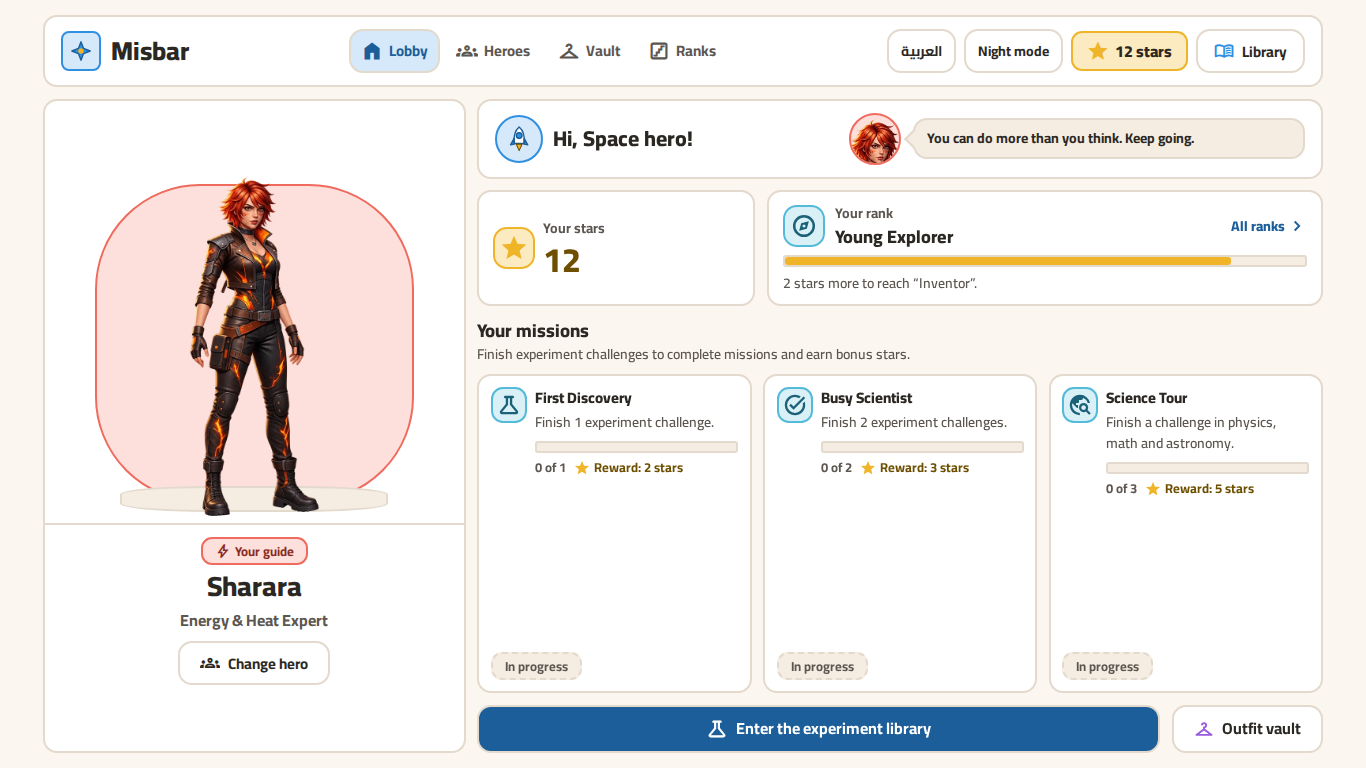 Misbar
Lobby
Heroes
Vault
Ranks
العربية
Night mode
12 stars
Library
Hi, Space hero!
You can do more than you think. Keep going.
Your stars
12
Your rank
Young Explorer
All ranks
2 stars more to reach “Inventor”.
Your missions
Finish experiment challenges to complete missions and earn bonus stars.
First Discovery
Finish 1 experiment challenge.
0 of 1
Reward: 2 stars
In progress
Busy Scientist
Finish 2 experiment challenges.
0 of 2
Reward: 3 stars
In progress
Science Tour
Finish a challenge in physics,
math and astronomy.
0 of 3
Reward: 5 stars
In progress
Your guide
Sharara
Energy & Heat Expert
Change hero
Enter the experiment library
Outfit vault